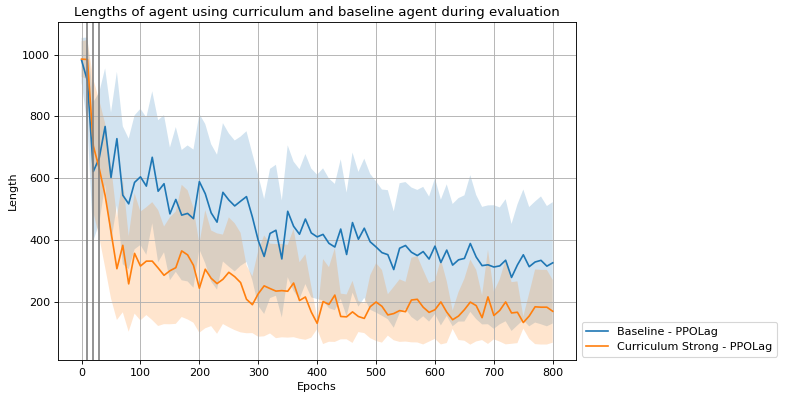 Lengths of agent using curriculum and baseline agent during evaluation
1000
800
600
400
200
Length
0 100 200 300 400 500 600 700 800
Epochs
Baseline - PPOLag
Curriculum Strong - PPOLag